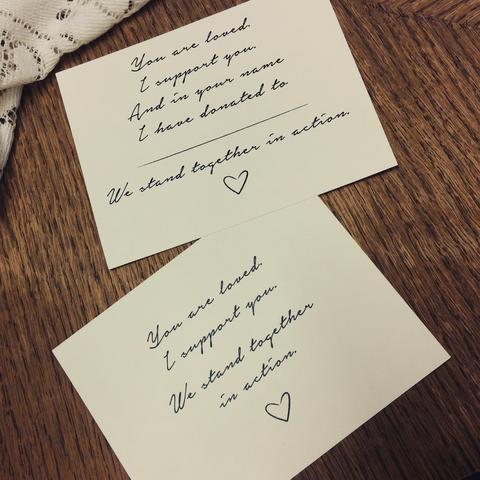 You are loved.
I support you.
And in your name
I have donated to
We stand together in action.
You are loved.
I support you.
We stand together
in action.